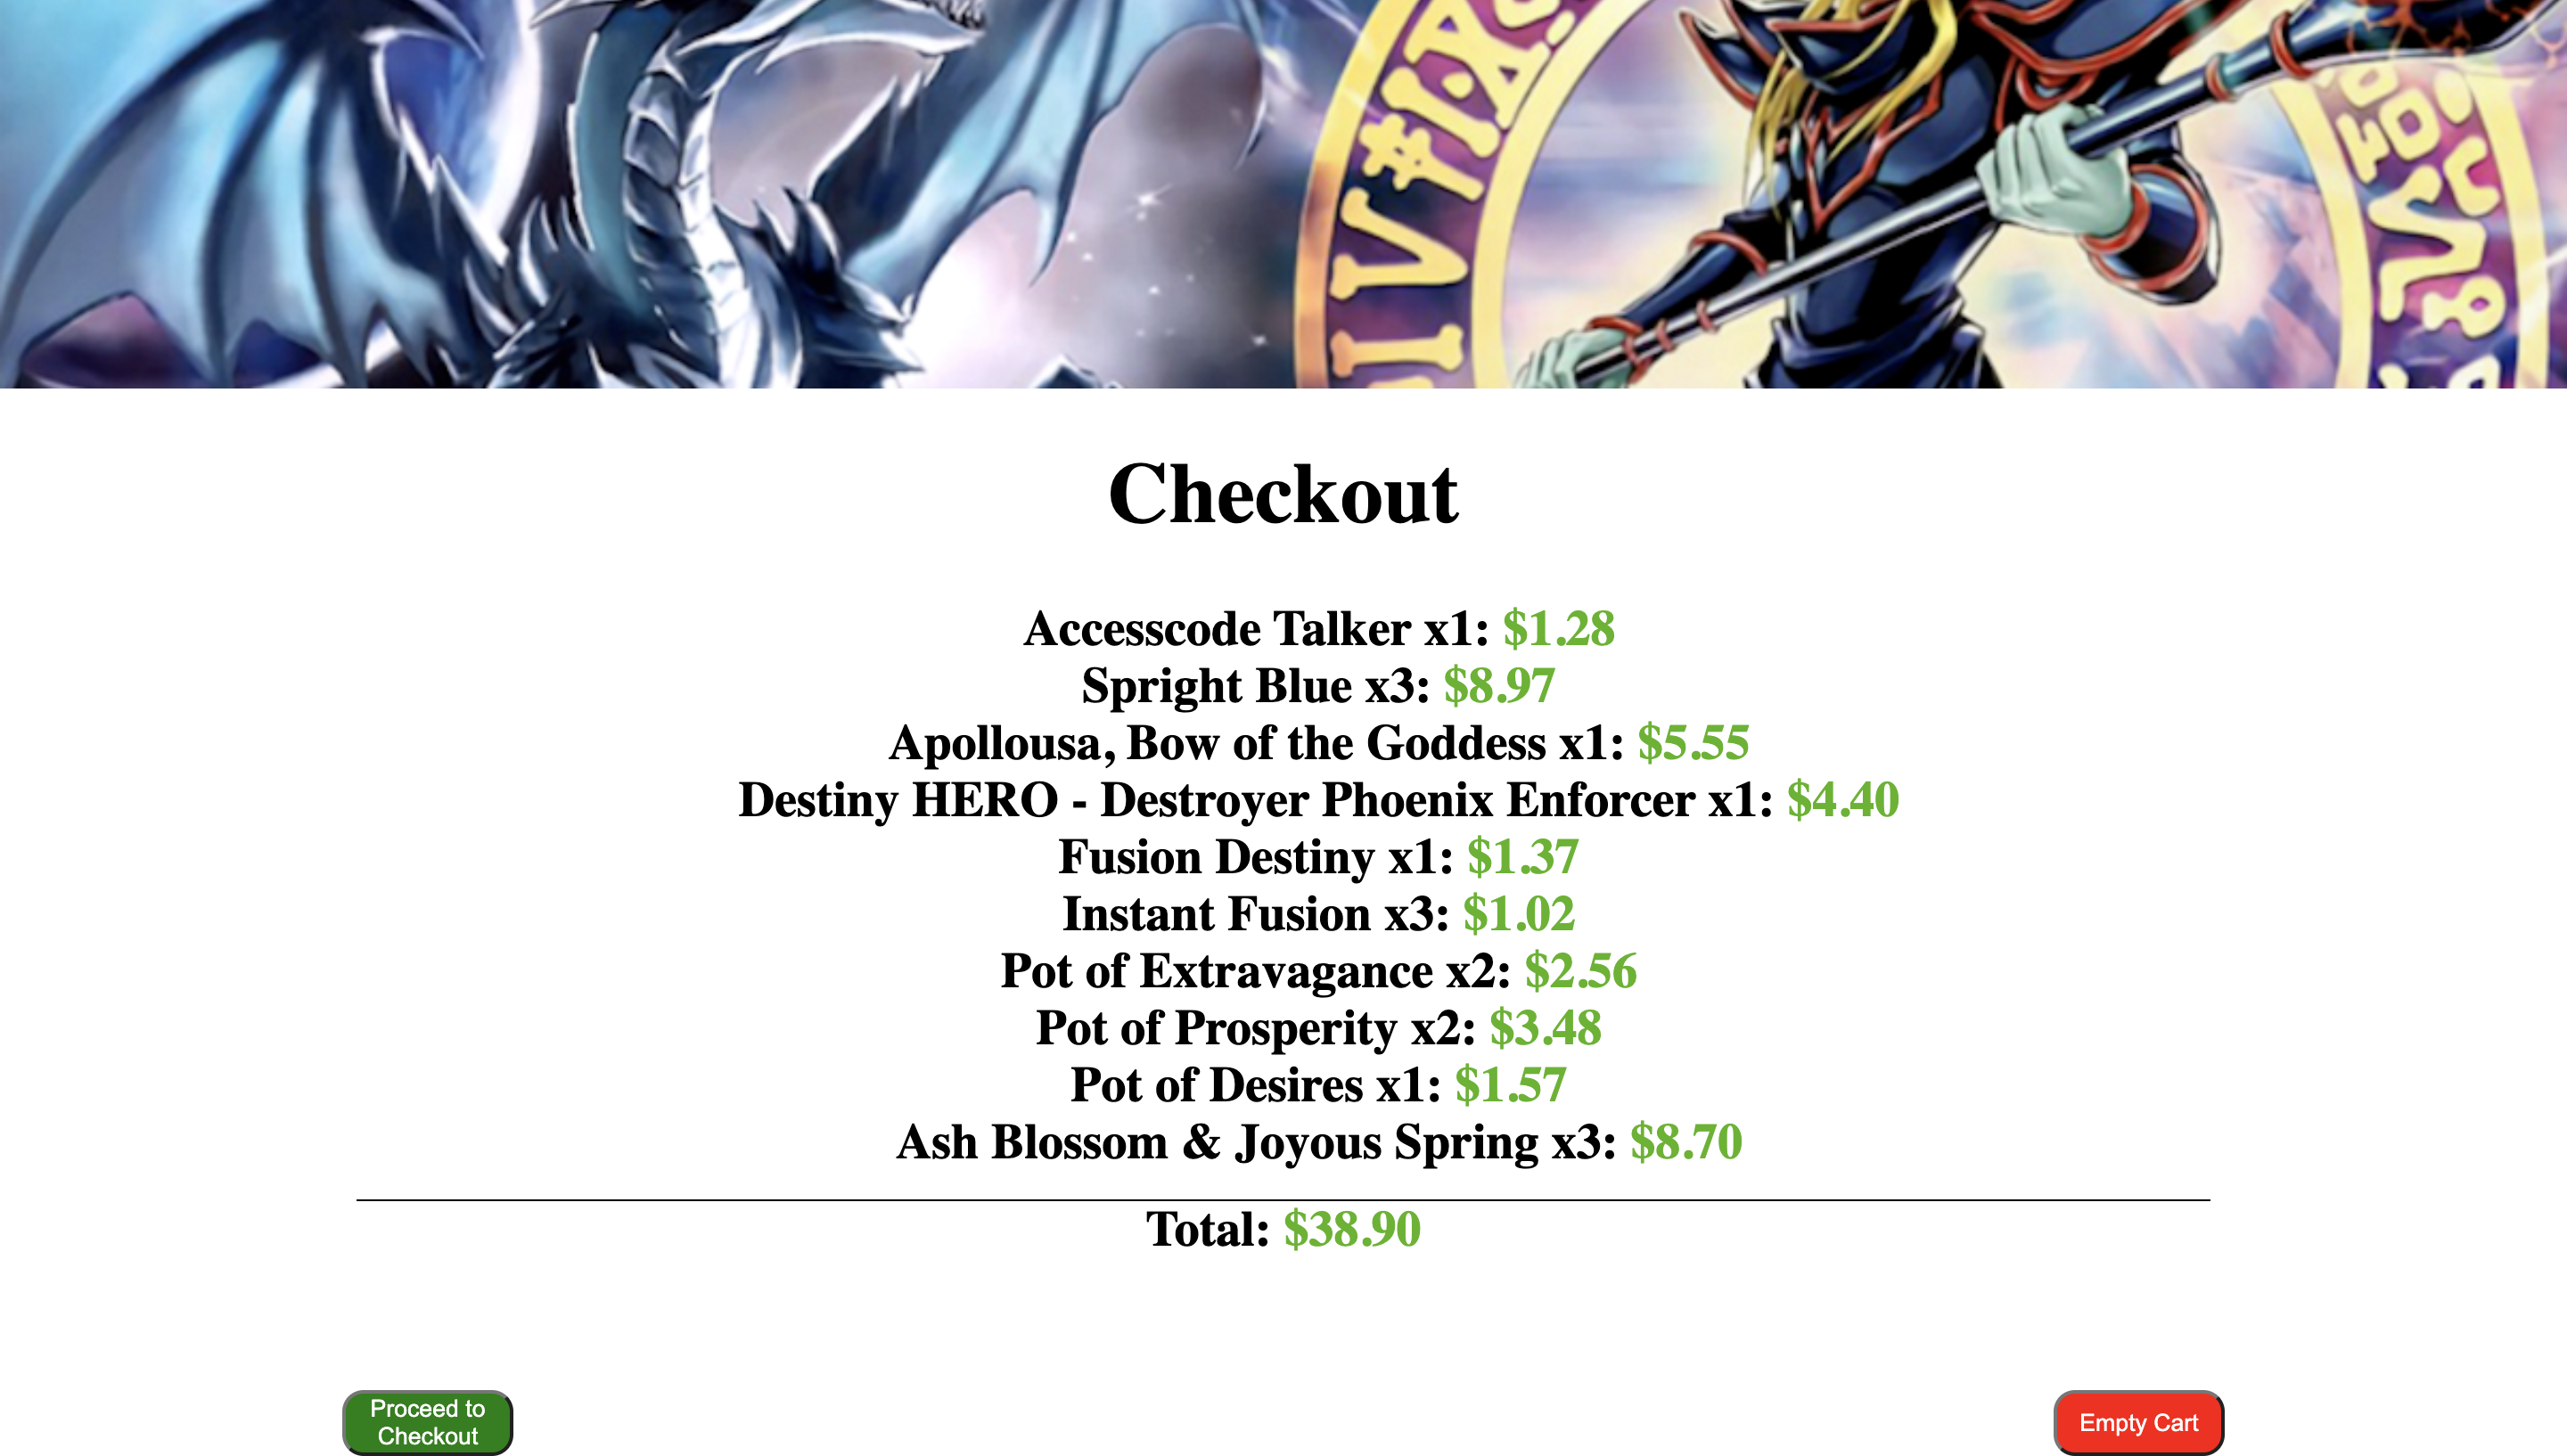 Checkout
Accesscode Talker x1: $1.28
Spright Blue x3: $8.97
Apollousa, Bow of the Goddess x1: $5.55
Destiny HERO - Destroyer Phoenix Enforcer x1: $4.40
Fusion Destiny x1: $1.37
Instant Fusion x3: $1.02
Pot of Extravagance x2: $2.56
Pot of Prosperity x2: $3.48
Pot of Desires x1: $1.57
Ash Blossom & Joyous Spring x3: $8.70
Total: $38.90
Proceed to
Checkout
Empty Cart